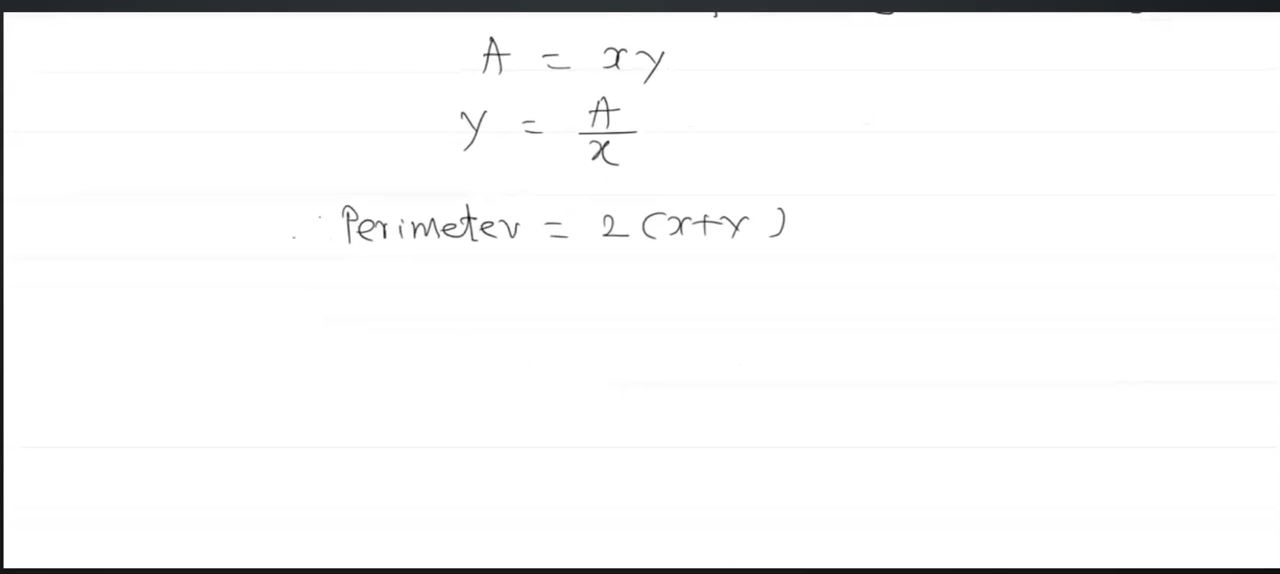 A = xy
y = A/x
∴ Perimeter = 2(x+y)